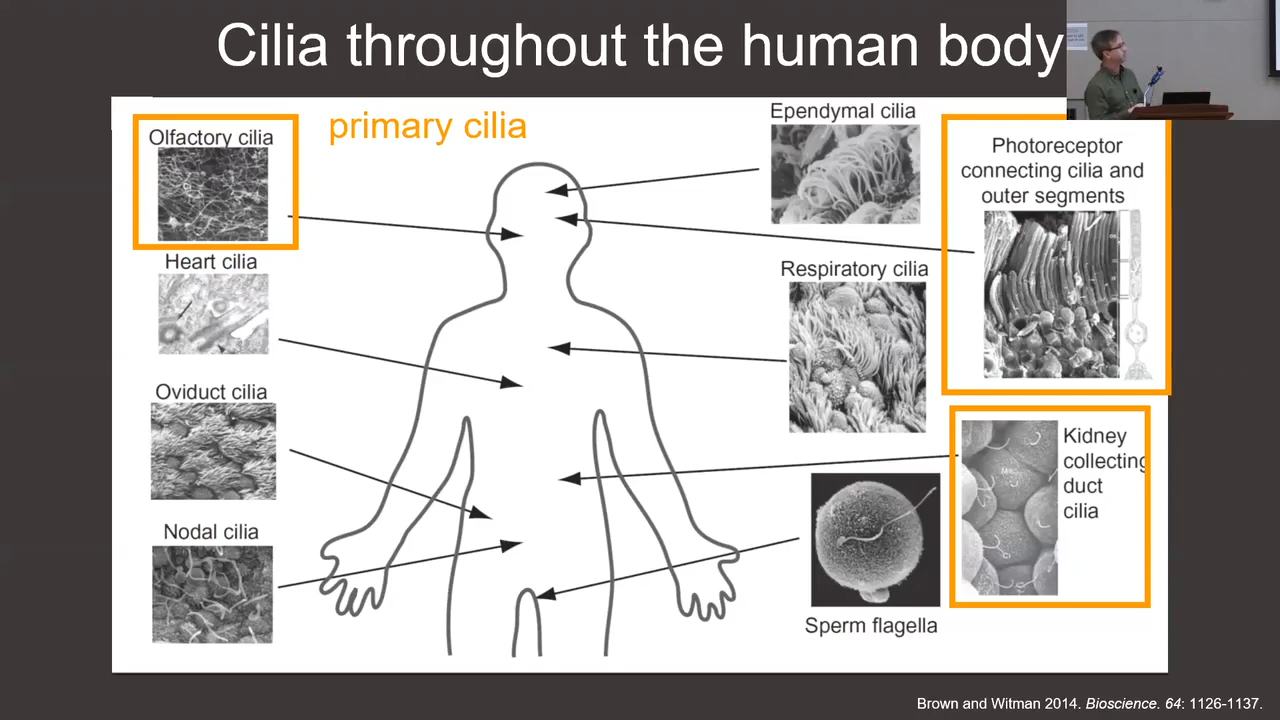 Cilia throughout the human body
primary cilia
Olfactory cilia
Heart cilia
Oviduct cilia
Nodal cilia
Ependymal cilia
Respiratory cilia
Sperm flagella
Photoreceptor
connecting cilia and
outer segments
Kidney
collecting
duct
cilia
Brown and Witman 2014. Bioscience. 64: 1126-1137.